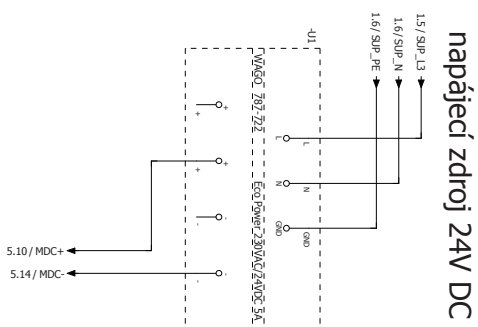 napájecí zdroj 24V DC
1.5 / SUP_L3
1.6 / SUP_N
1.6 / SUP_PE
-U1
L
L
N
N
GND
GND
WAGO 787-722 Eco Power 230VAC/24VDC 5A
+
+
+
+
-
-
-
-
5.10 / MDC+
5.14 / MDC-